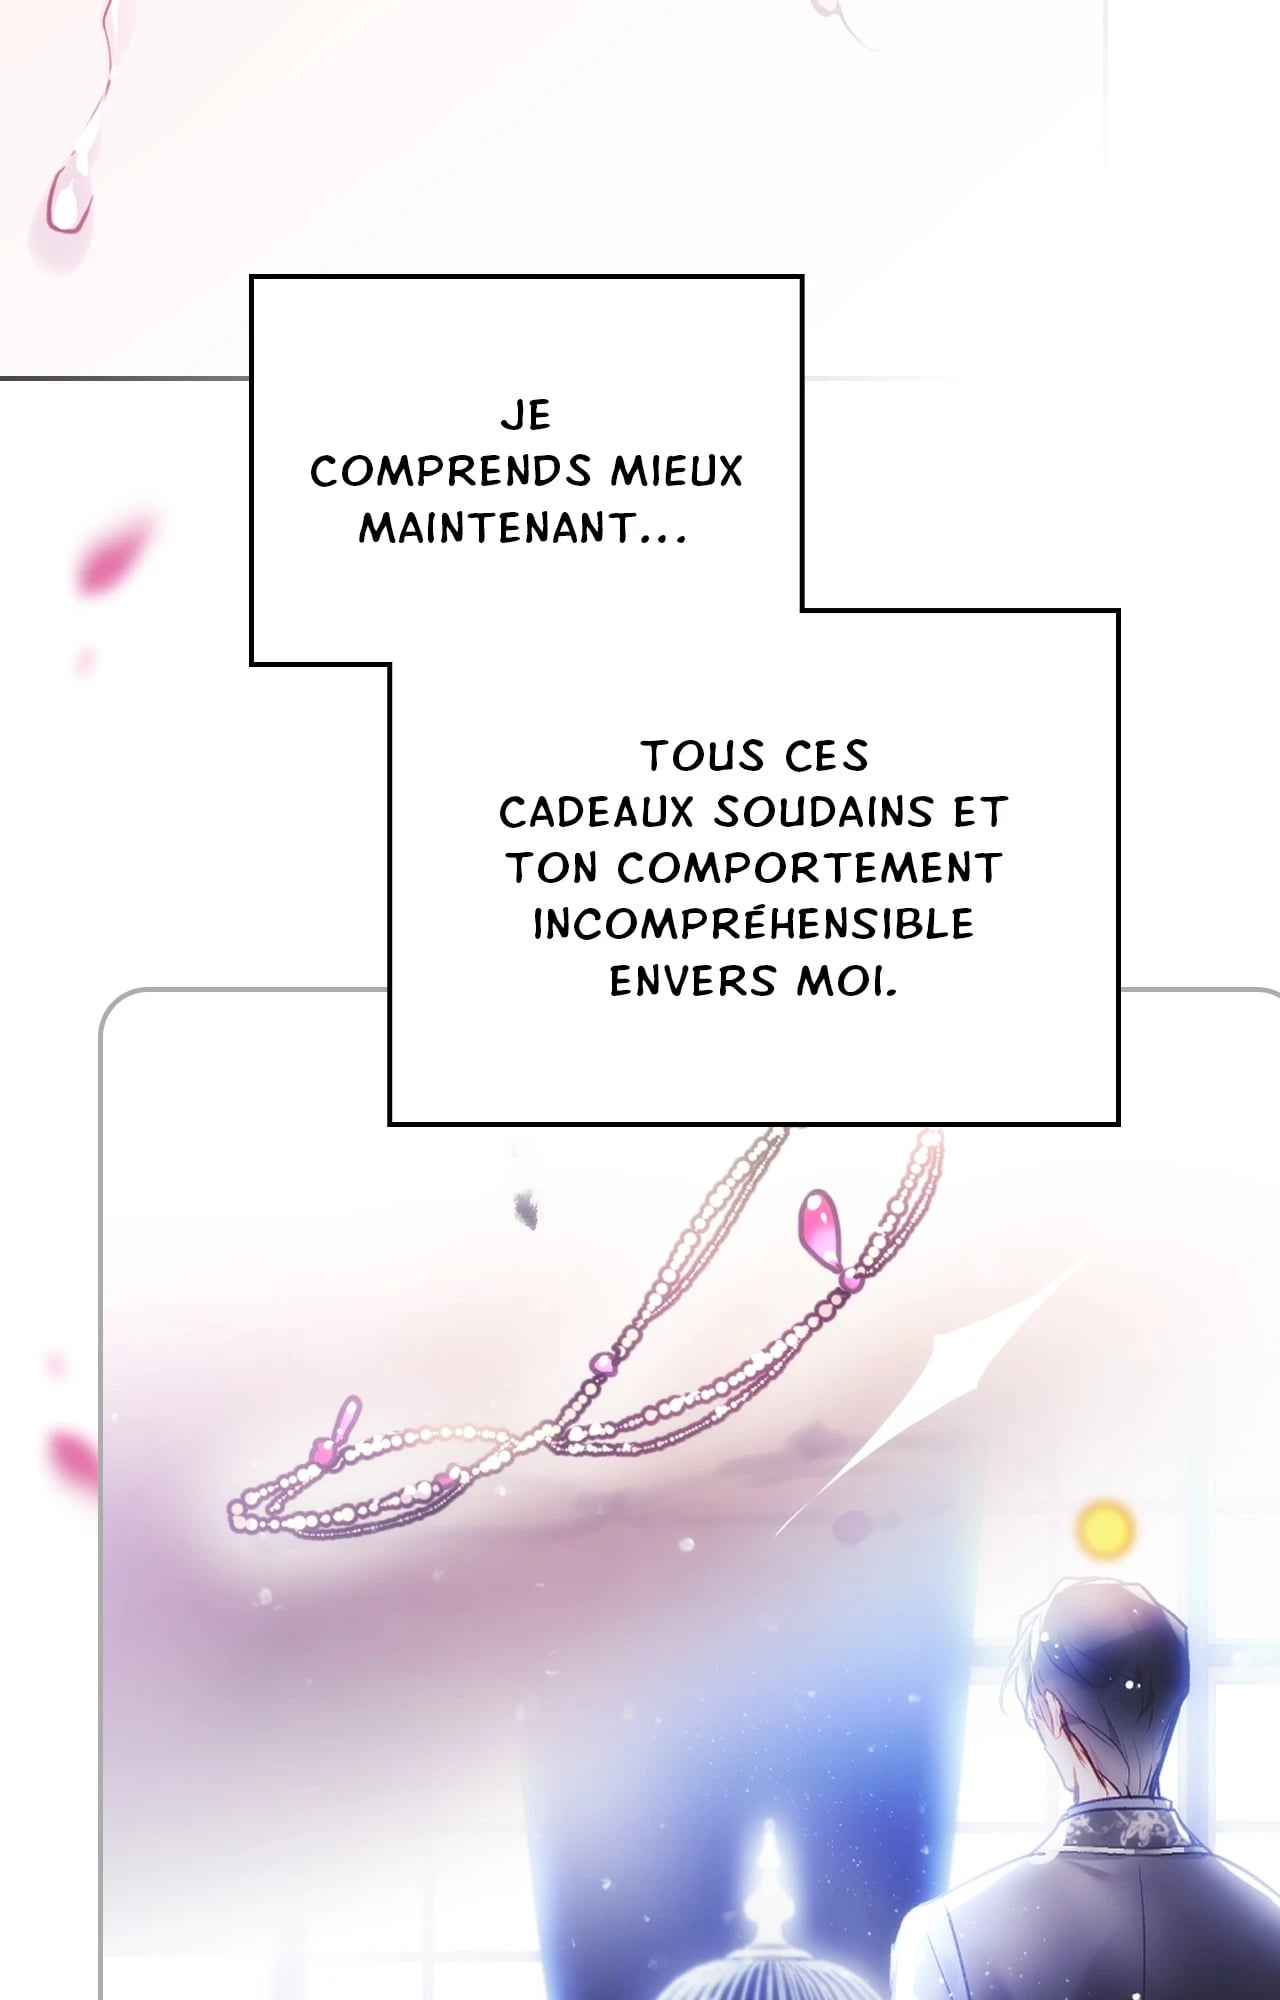 JE
COMPRENDS MIEUX
MAINTENANT...
TOUS CES
CADEAUX SOUDAINS ET
TON COMPORTEMENT
INCOMPRÉHENSIBLE
ENVERS MOI.